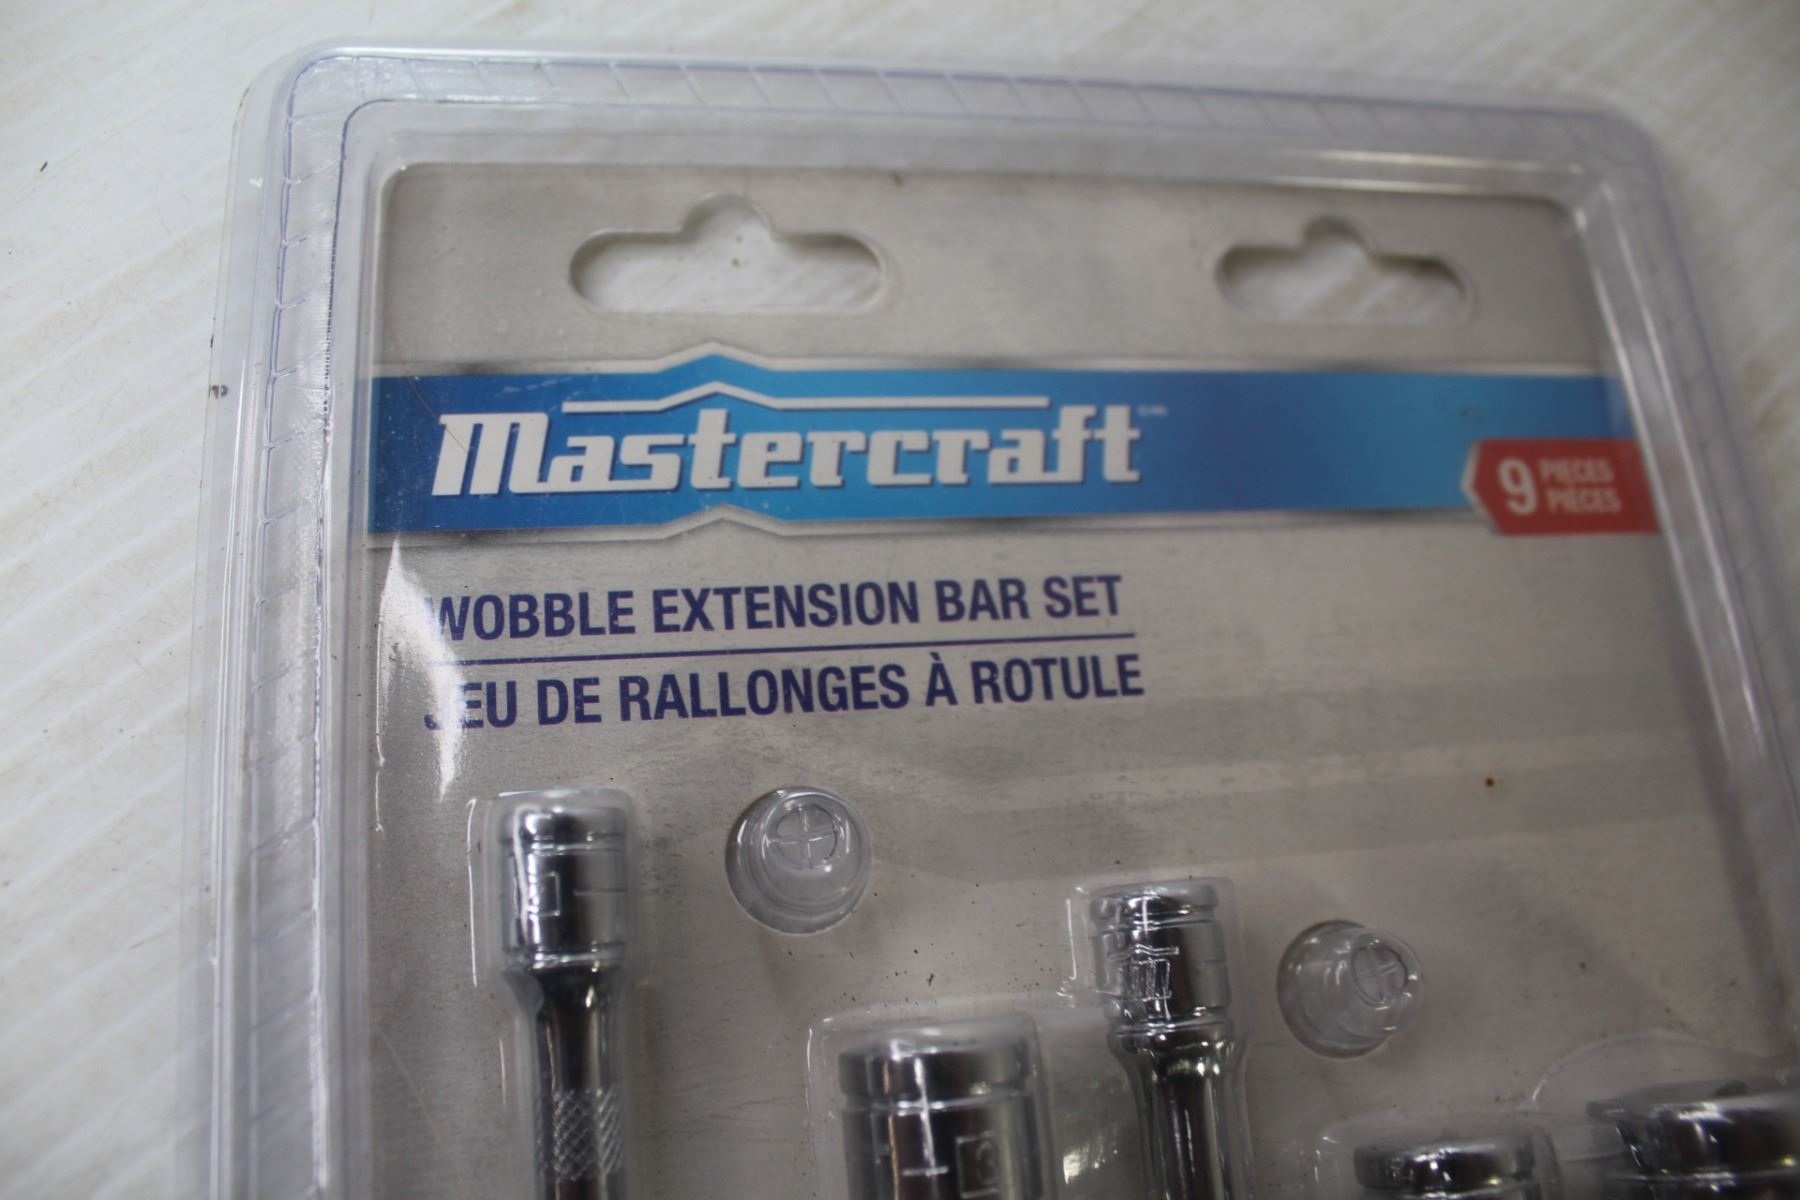 Mastercraft
9 PIECES
PIÈCES
WOBBLE EXTENSION BAR SET
JEU DE RALLONGES À ROTULE